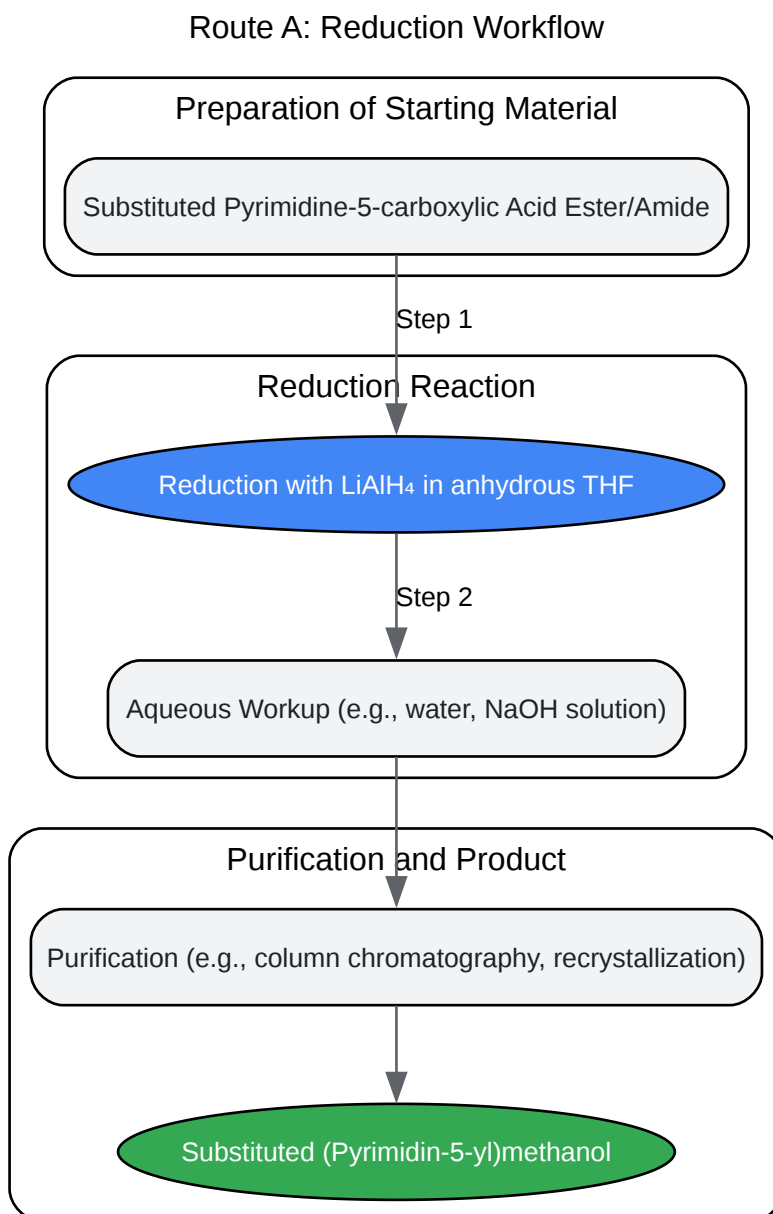 Route A: Reduction Workflow
Preparation of Starting Material
Substituted Pyrimidine-5-carboxylic Acid Ester/Amide
Step 1
Reduction Reaction
Reduction with LiAlH₄ in anhydrous THF
Step 2
Aqueous Workup (e.g., water, NaOH solution)
Purification and Product
Purification (e.g., column chromatography, recrystallization)
Substituted (Pyrimidin-5-yl)methanol